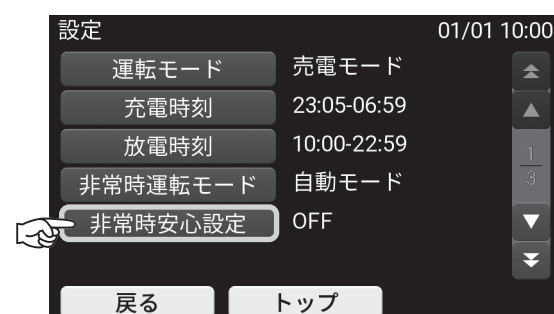 設定 01/01 10:00
運転モード 売電モード
充電時刻 23:05-06:59
放電時刻 10:00-22:59
非常時運転モード 自動モード
非常時安心設定 OFF
1
3
戻る トップ